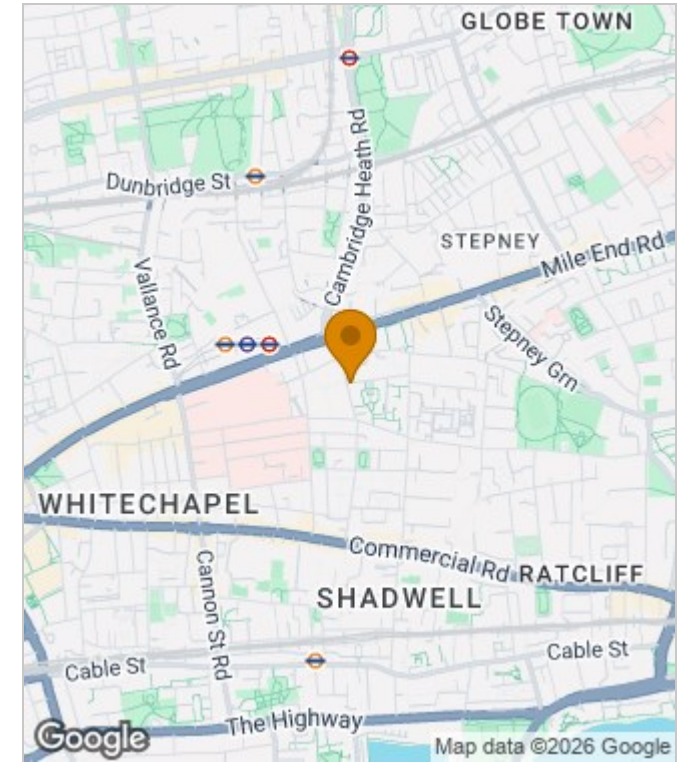 GLOBE TOWN
Cambridge Heath Rd
Dunbridge St
STEPNEY
Mile End Rd
Vallance Rd
Stepney Grn
WHITECHAPEL
Commercial Rd
RATCLIFF
SHADWELL
Cannon St Rd
Cable St
Cable St
The Highway
Google
Map data ©2026 Google